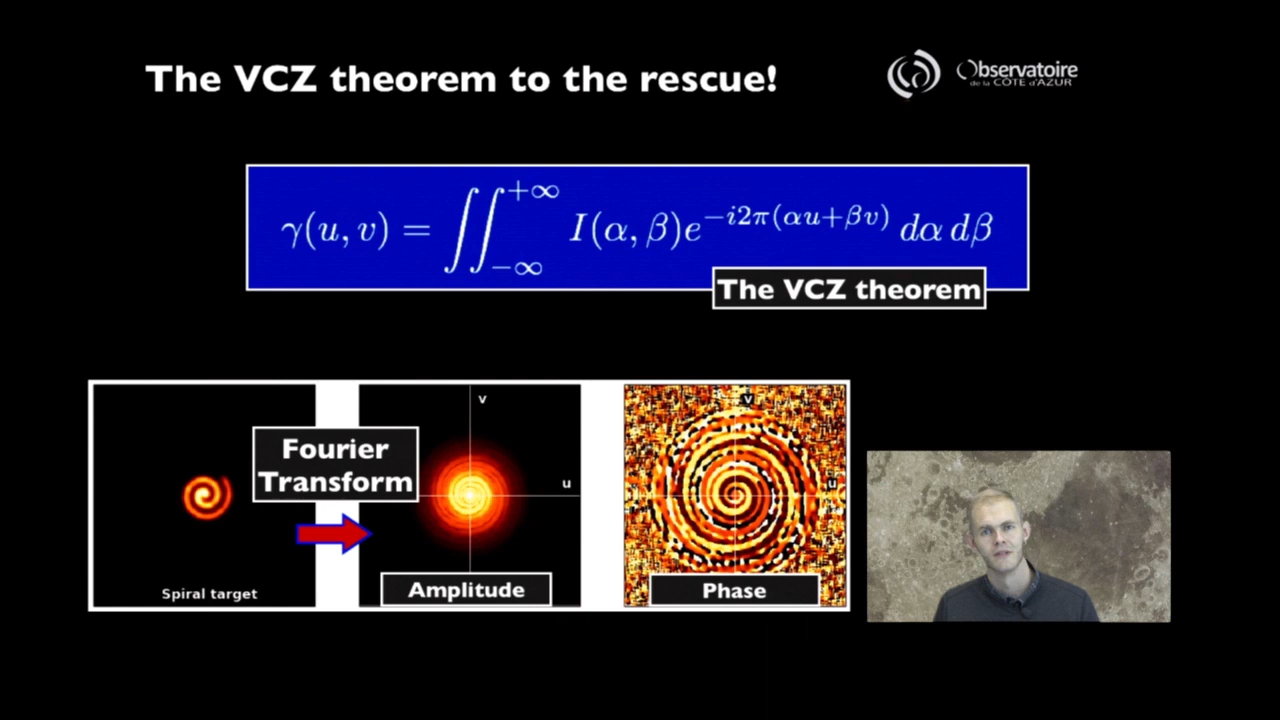 The VCZ theorem to the rescue!
Observatoire
de la CÔTE d'AZUR
γ(u, v) = ∬_{−∞}^{+∞} I(α, β)e^{−i2π(αu+βv)} dα dβ
The VCZ theorem
Fourier
Transform
v
u
v
u
Spiral target
Amplitude
Phase